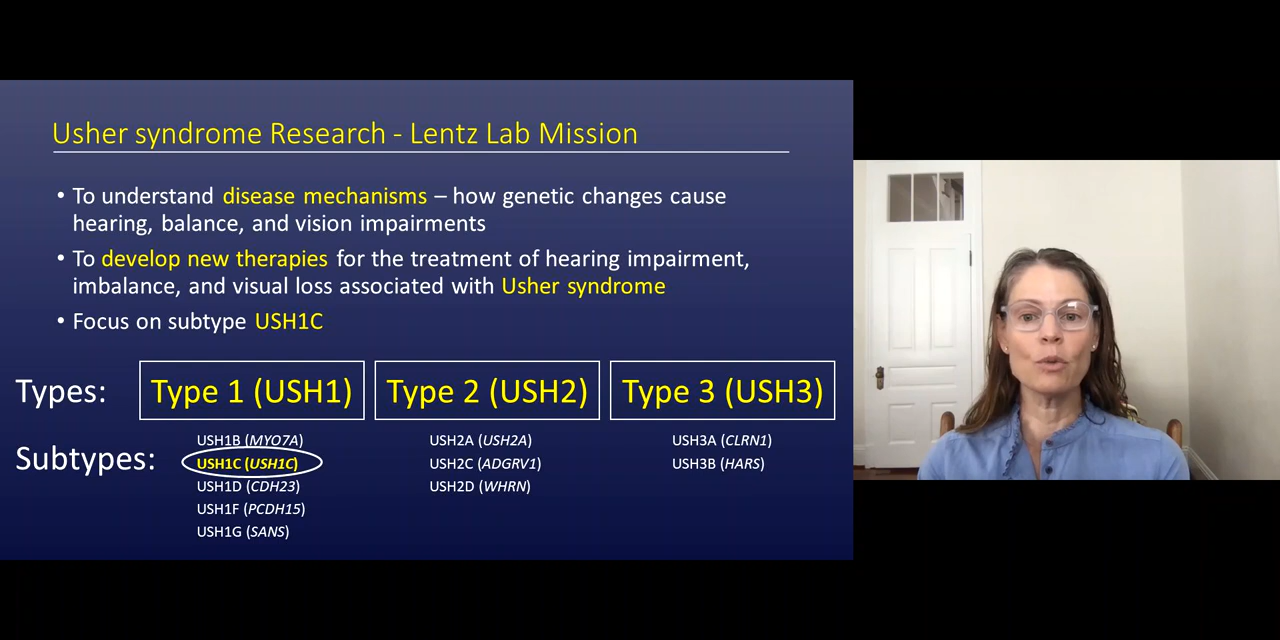 Usher syndrome Research - Lentz Lab Mission
• To understand disease mechanisms – how genetic changes cause
hearing, balance, and vision impairments
• To develop new therapies for the treatment of hearing impairment,
imbalance, and visual loss associated with Usher syndrome
• Focus on subtype USH1C
Types: Type 1 (USH1) Type 2 (USH2) Type 3 (USH3)
Subtypes:
USH1B (MYO7A)
USH1C (USH1C)
USH1D (CDH23)
USH1F (PCDH15)
USH1G (SANS)
USH2A (USH2A)
USH2C (ADGRV1)
USH2D (WHRN)
USH3A (CLRN1)
USH3B (HARS)